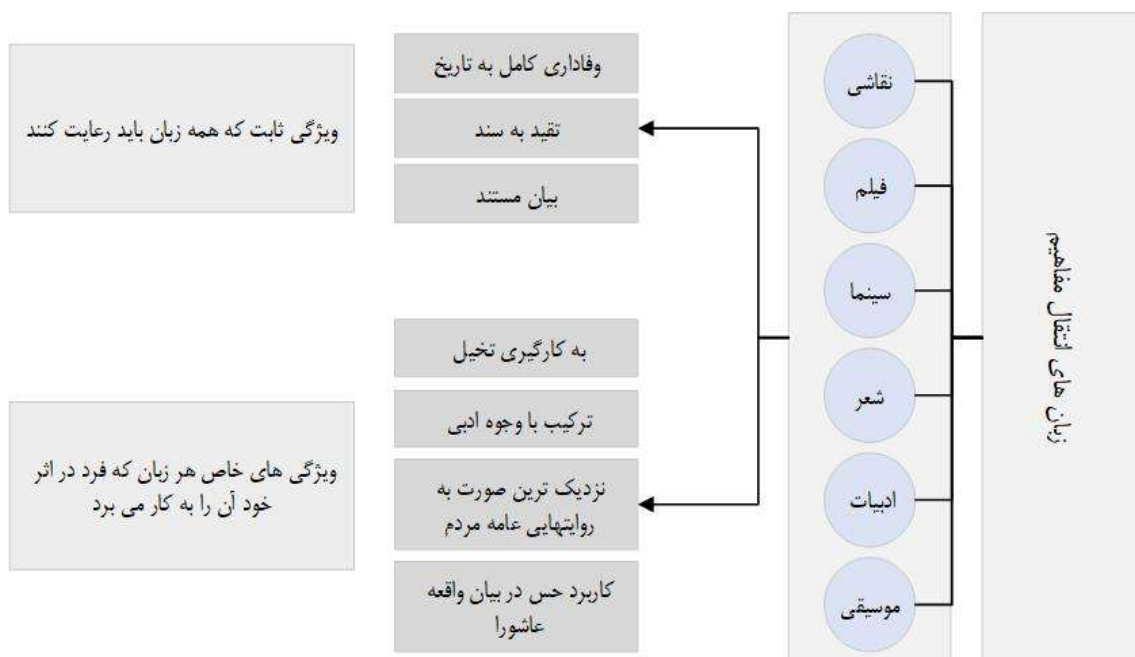 زبان های انتقال مفاهیم
نقاشی
فیلم
سینما
شعر
ادبیات
موسیقی
وفاداری کامل به تاریخ
تقید به سند
بیان مستند
ویژگی ثابت که همه زبان باید رعایت کنند
به کارگیری تخیل
ترکیب با وجوه ادبی
نزدیک ترین صورت به
روایتهایی عامه مردم
کاربرد حس در بیان واقعه
عاشورا
ویژگی های خاص هر زبان که فرد در اثر
خود آن را به کار می برد